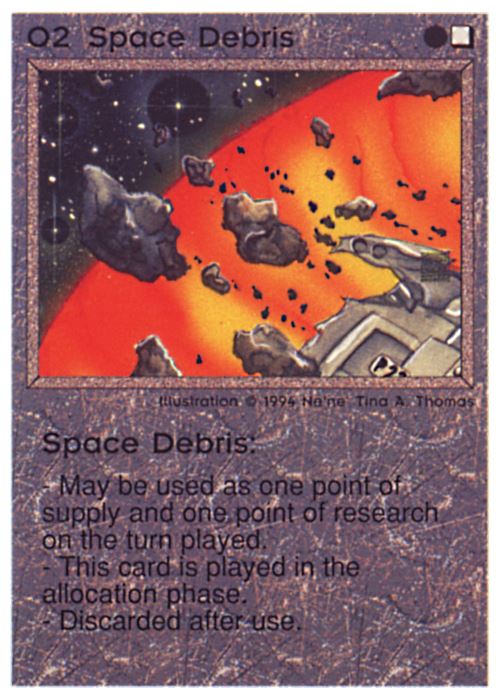 O2 Space Debris
Illustration © 1994 Ne'ne' Tina A. Thomas
Space Debris:
- May be used as one point of
supply and one point of research
on the turn played.
- This card is played in the
allocation phase.
- Discarded after use.